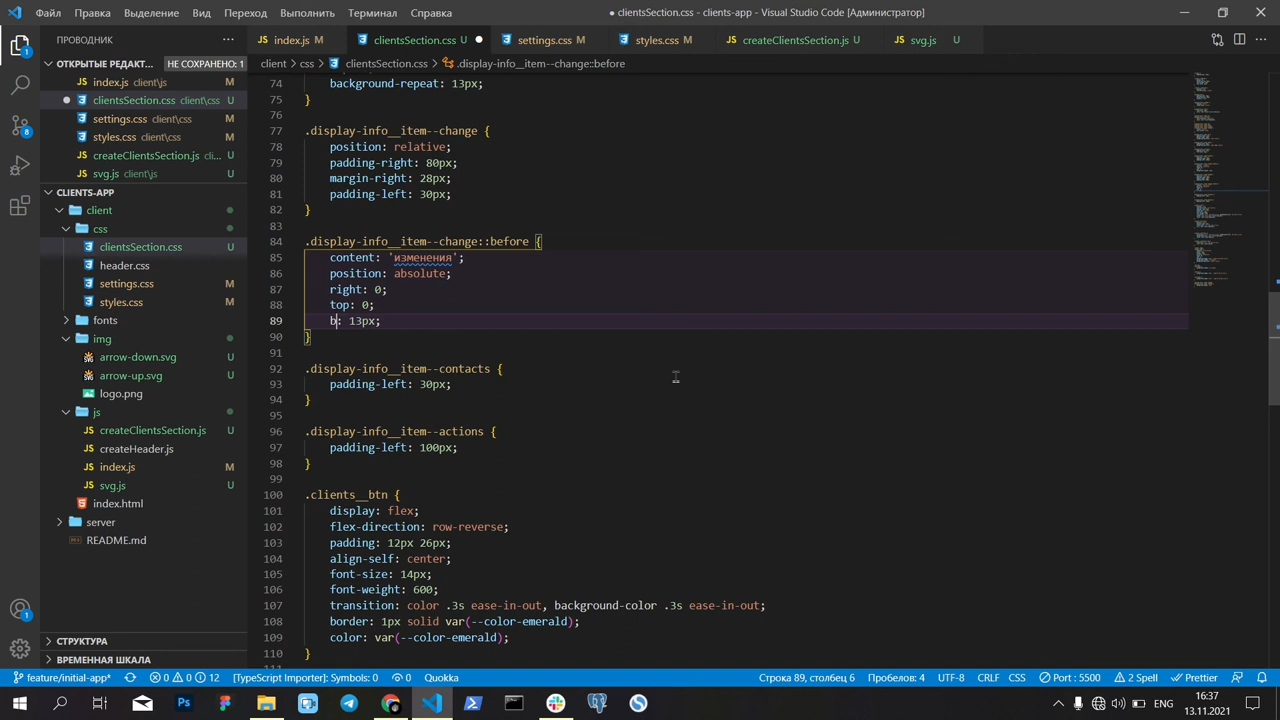 Файл Правка Выделение Вид Переход Выполнить Терминал Справка
● clientsSection.css - clients-app - Visual Studio Code [Администратор]
ПРОВОДНИК ···
index.js M
clientsSection.css U
settings.css M
styles.css M
createClientsSection.js U
svg.js U
client > css > clientsSection.css > .display-info__item--change::before
ОТКРЫТЫЕ РЕДАКТ... НЕ СОХРАНЕНО: 1
index.js client\js M
clientsSection.css client\css U
settings.css client\css M
styles.css client\css M
createClientsSection.js cli... U
svg.js client\js U
CLIENTS-APP
client
css
clientsSection.css U
header.css
settings.css U
styles.css U
fonts
img
arrow-down.svg U
arrow-up.svg U
logo.png
js
createClientsSection.js U
createHeader.js
index.js M
svg.js U
index.html
server
README.md
СТРУКТУРА
ВРЕМЕННАЯ ШКАЛА
74 background-repeat: 13px;
75 }
76
77 .display-info__item--change {
78 position: relative;
79 padding-right: 80px;
80 margin-right: 28px;
81 padding-left: 30px;
82 }
83
84 .display-info__item--change::before {
85 content: 'изменения';
86 position: absolute;
87 right: 0;
88 top: 0;
89 b: 13px;
90 }
91
92 .display-info__item--contacts {
93 padding-left: 30px;
94 }
95
96 .display-info__item--actions {
97 padding-left: 100px;
98 }
99
100 .clients__btn {
101 display: flex;
102 flex-direction: row-reverse;
103 padding: 12px 26px;
104 align-self: center;
105 font-size: 14px;
106 font-weight: 600;
107 transition: color .3s ease-in-out, background-color .3s ease-in-out;
108 border: 1px solid var(--color-emerald);
109 color: var(--color-emerald);
110 }
feature/initial-app* 0 0 12 [TypeScript Importer]: Symbols: 0 0 Quokka
Строка 89, столбец 6 Пробелов: 4 UTF-8 CRLF CSS Port : 5500 2 Spell Prettier
ENG
16:37
13.11.2021